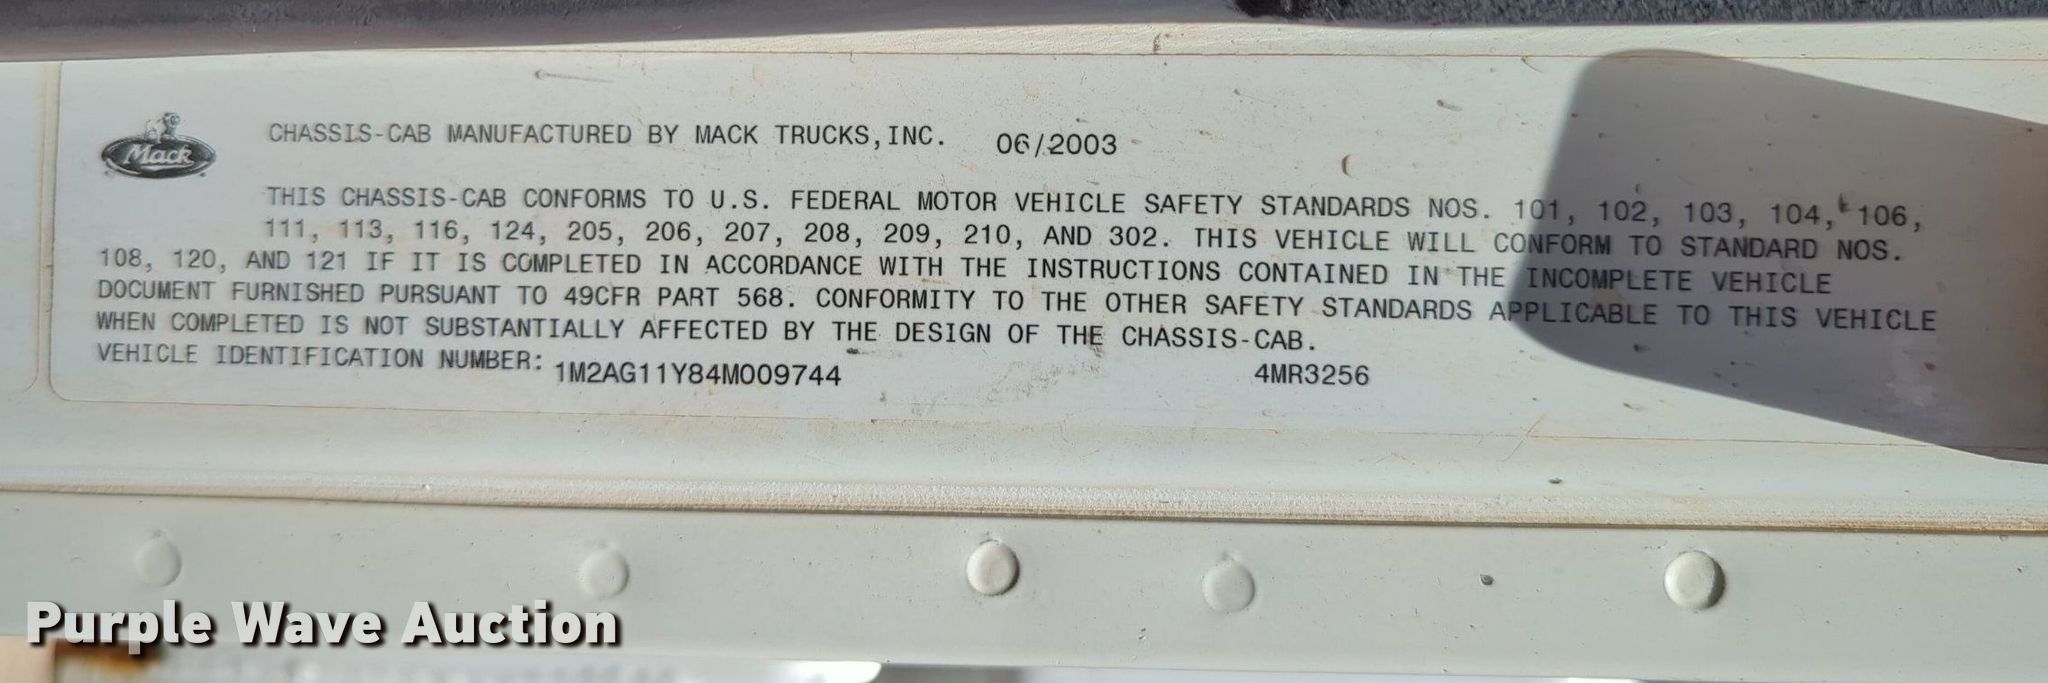 Mack
CHASSIS-CAB MANUFACTURED BY MACK TRUCKS,INC. 06/2003
THIS CHASSIS-CAB CONFORMS TO U.S. FEDERAL MOTOR VEHICLE SAFETY STANDARDS NOS. 101, 102, 103, 104, 106,
111, 113, 116, 124, 205, 206, 207, 208, 209, 210, AND 302. THIS VEHICLE WILL CONFORM TO STANDARD NOS.
108, 120, AND 121 IF IT IS COMPLETED IN ACCORDANCE WITH THE INSTRUCTIONS CONTAINED IN THE INCOMPLETE VEHICLE
DOCUMENT FURNISHED PURSUANT TO 49CFR PART 568. CONFORMITY TO THE OTHER SAFETY STANDARDS APPLICABLE TO THIS VEHICLE
WHEN COMPLETED IS NOT SUBSTANTIALLY AFFECTED BY THE DESIGN OF THE CHASSIS-CAB.
VEHICLE IDENTIFICATION NUMBER: 1M2AG11Y84M009744 4MR3256
Purple Wave Auction